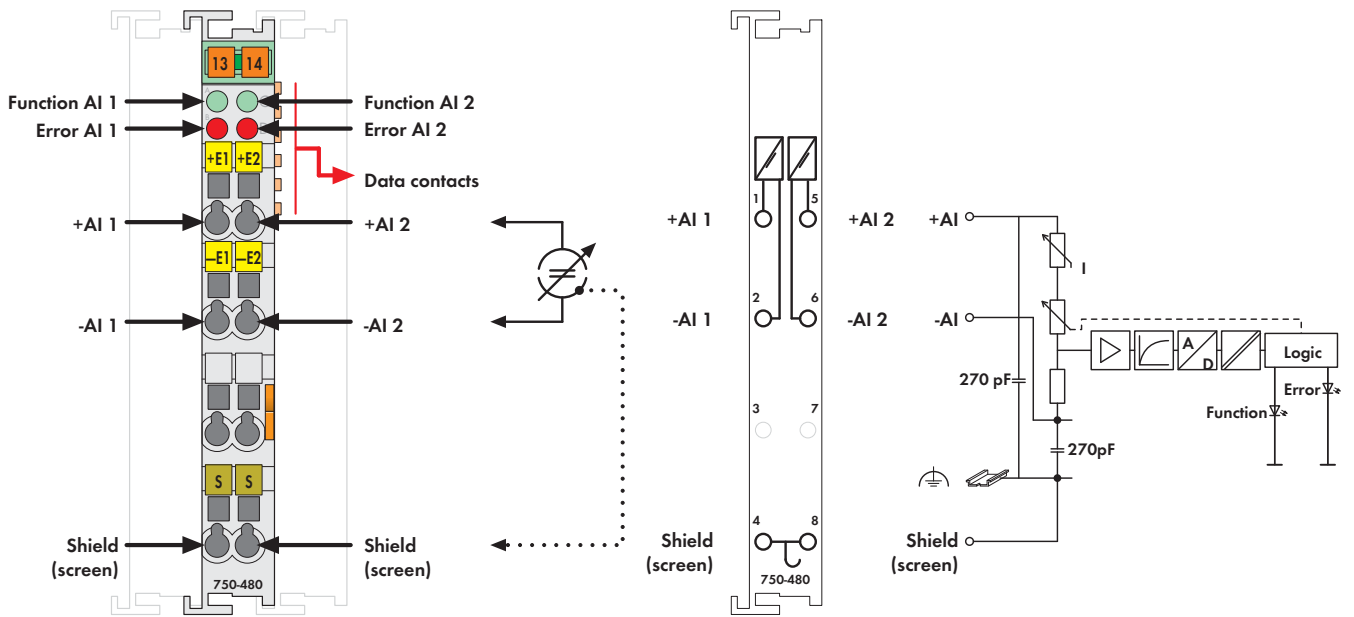 13 14
Function AI 1
Function AI 2
Error AI 1
Error AI 2
+E1 +E2
Data contacts
+AI 1
+AI 2
–E1 –E2
-AI 1
-AI 2
S S
Shield
(screen)
Shield
(screen)
750-480
1
5
+AI 1
+AI 2
2
6
-AI 1
-AI 2
3
7
4
8
Shield
(screen)
750-480
+AI
I
-AI
A
D
Logic
270 pF
Error
Function
270pF
Shield
(screen)